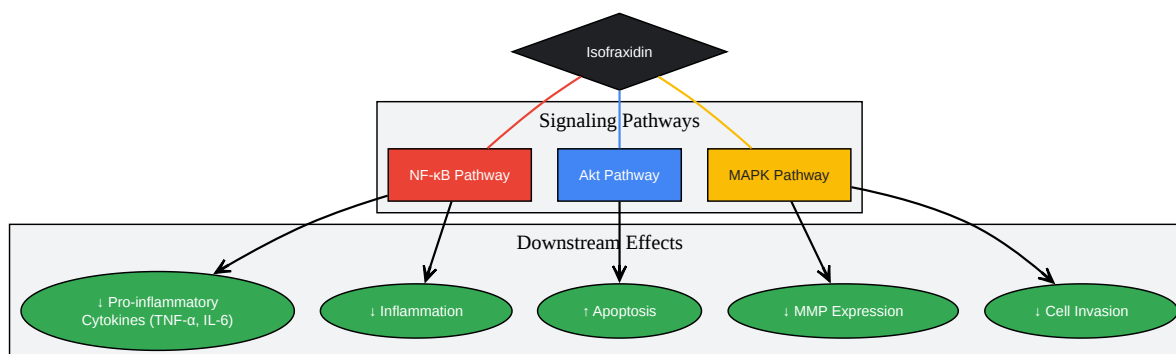 Isofraxidin
Signaling Pathways
NF-κB Pathway
Akt Pathway
MAPK Pathway
Downstream Effects
↓ Pro-inflammatory
Cytokines (TNF-α, IL-6)
↓ Inflammation
↑ Apoptosis
↓ MMP Expression
↓ Cell Invasion